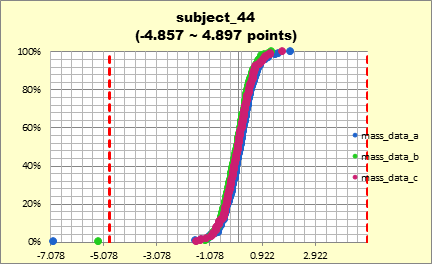 subject_44
(-4.857 ~ 4.897 points)
100%
80%
60%
40%
20%
0%
mass_data_a
mass_data_b
mass_data_c
-7.078 -5.078 -3.078 -1.078 0.922 2.922